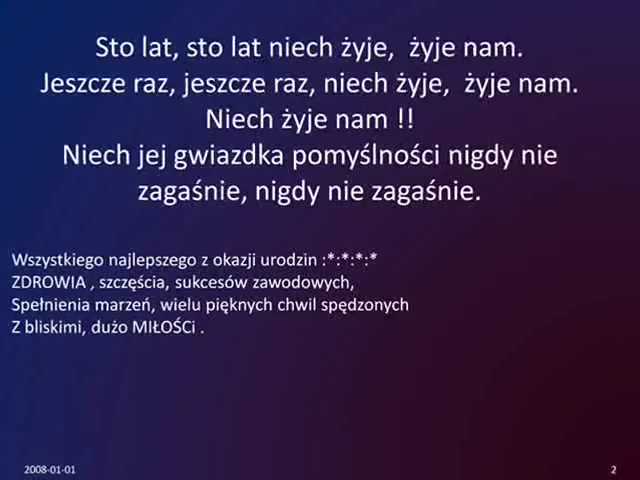 Sto lat, sto lat niech żyje,  żyje nam.
Jeszcze raz, jeszcze raz, niech żyje,  żyje nam.
Niech żyje nam !!
Niech jej gwiazdka pomyślności nigdy nie
zagaśnie, nigdy nie zagaśnie.
Wszystkiego najlepszego z okazji urodzin :*:*:*:*
ZDROWIA , szczęścia, sukcesów zawodowych,
Spełnienia marzeń, wielu pięknych chwil spędzonych
Z bliskimi, dużo MIŁOŚCi .
2008-01-01
2